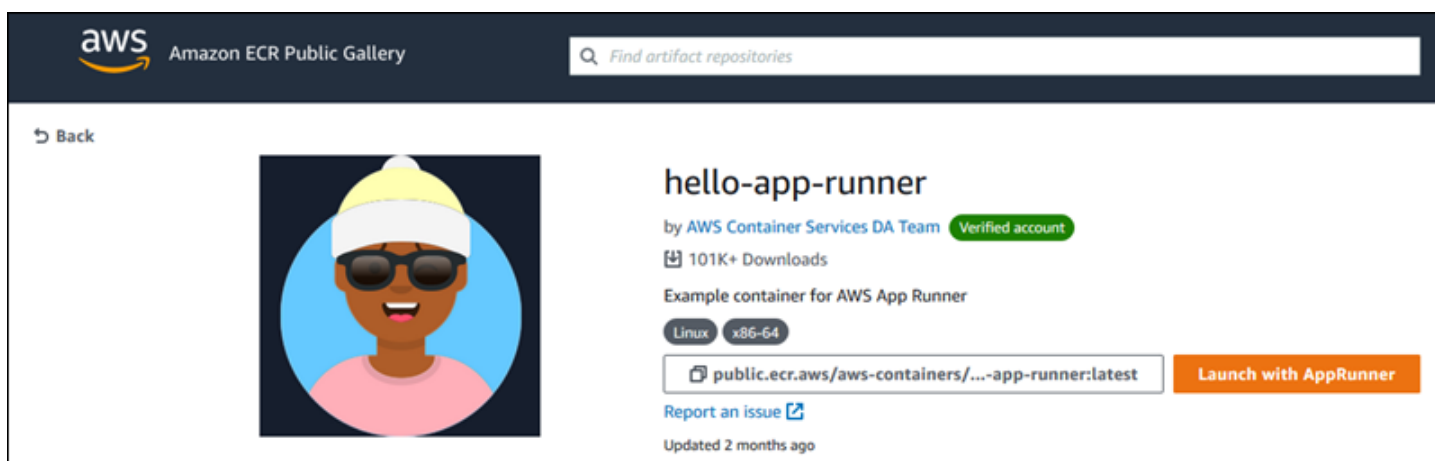 aws
Amazon ECR Public Gallery
Find artifact repositories
Back
hello-app-runner
by AWS Container Services DA Team Verified account
101K+ Downloads
Example container for AWS App Runner
Linux x86-64
public.ecr.aws/aws-containers/...-app-runner:latest Launch with AppRunner
Report an issue
Updated 2 months ago